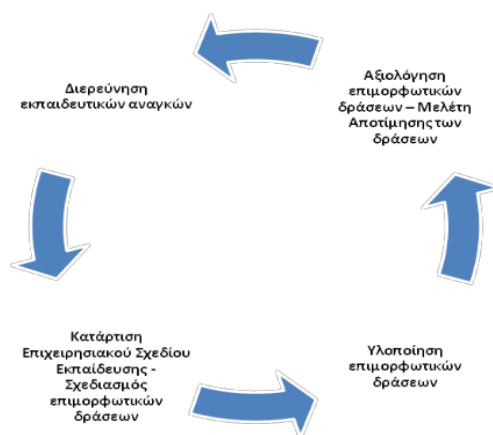 Διερεύνηση
εκπαιδευτικών αναγκών
Αξιολόγηση
επιμορφωτικών
δράσεων – Μελέτη
Αποτίμησης των
δράσεων
Κατάρτιση
Επιχειρησιακού Σχεδίου
Εκπαίδευσης -
Σχεδιασμός
επιμορφωτικών
δράσεων
Υλοποίηση
επιμορφωτικών
δράσεων